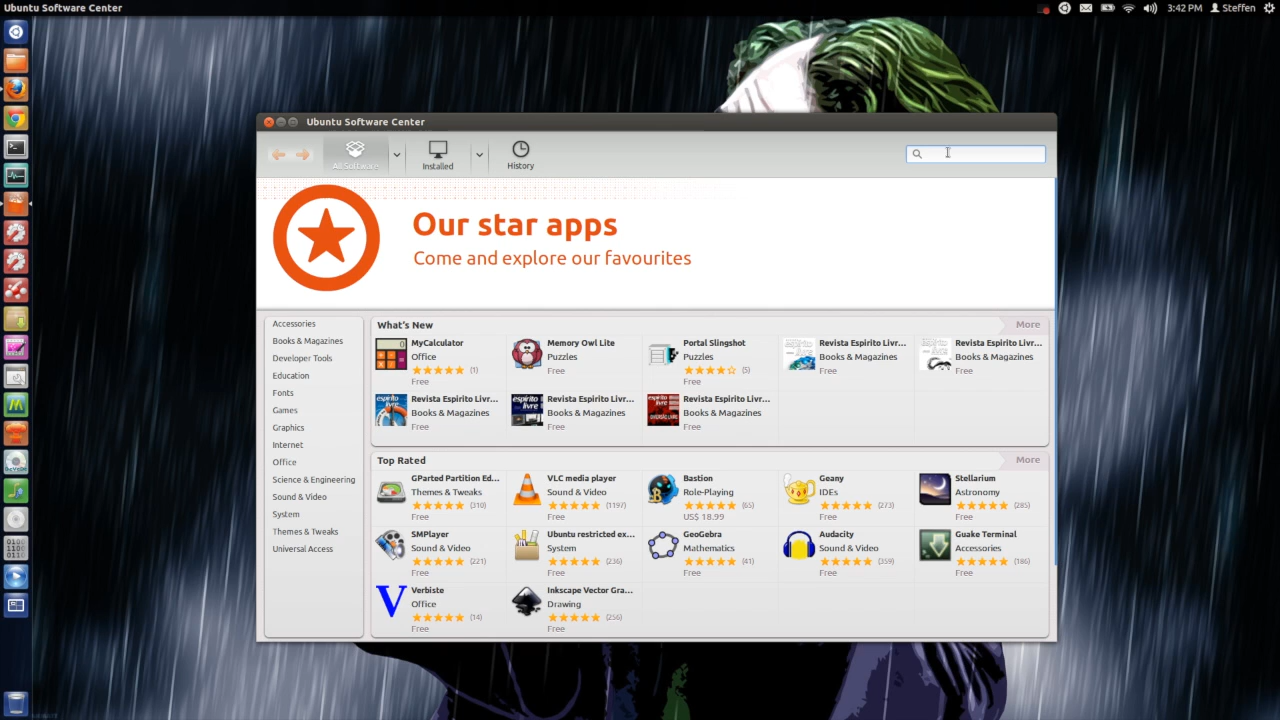 Ubuntu Software Center
3:42 PM Steffen
Ubuntu Software Center
All Software
Installed
History
Our star apps
Come and explore our favourites
Accessories
Books & Magazines
Developer Tools
Education
Fonts
Games
Graphics
Internet
Office
Science & Engineering
Sound & Video
System
Themes & Tweaks
Universal Access
What's New
More
MyCalculator
Office
(1)
Free
Memory Owl Lite
Puzzles
Free
Portal Slingshot
Puzzles
(5)
Free
Revista Espirito Livr...
Books & Magazines
Free
Revista Espirito Livr...
Books & Magazines
Free
Revista Espirito Livr...
Books & Magazines
Free
Revista Espirito Livr...
Books & Magazines
Free
Revista Espirito Livr...
Books & Magazines
Free
Top Rated
More
GParted Partition Ed...
Themes & Tweaks
(310)
Free
VLC media player
Sound & Video
(1197)
Free
Bastion
Role-Playing
(65)
US$ 18.99
Geany
IDEs
(273)
Free
Stellarium
Astronomy
(285)
Free
SMPlayer
Sound & Video
(221)
Free
Ubuntu restricted ex...
System
(236)
Free
GeoGebra
Mathematics
(41)
Free
Audacity
Sound & Video
(359)
Free
Guake Terminal
Accessories
(186)
Free
Verbiste
Office
(14)
Free
Inkscape Vector Gra...
Drawing
(256)
Free